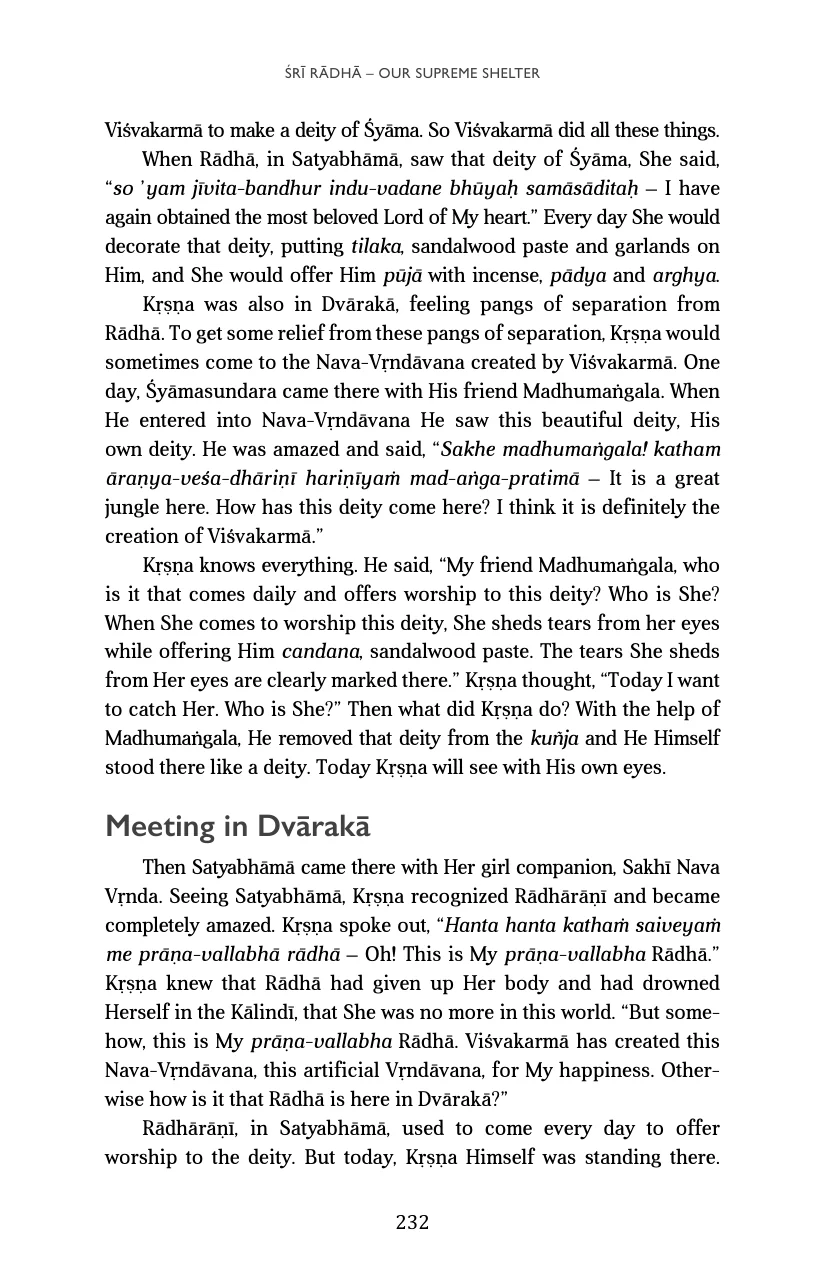 ŚRĪ RĀDHĀ – OUR SUPREME SHELTER
Viśvakarmā to make a deity of Śyāma. So Viśvakarmā did all these things.
When Rādhā, in Satyabhāmā, saw that deity of Śyāma, She said,
“so ’yam jīvita-bandhur indu-vadane bhūyaḥ samāsāditaḥ – I have
again obtained the most beloved Lord of My heart.” Every day She would
decorate that deity, putting tilaka, sandalwood paste and garlands on
Him, and She would offer Him pūjā with incense, pādya and arghya.
Kṛṣṇa was also in Dvārakā, feeling pangs of separation from
Rādhā. To get some relief from these pangs of separation, Kṛṣṇa would
sometimes come to the Nava-Vṛndāvana created by Viśvakarmā. One
day, Śyāmasundara came there with His friend Madhumaṅgala. When
He entered into Nava-Vṛndāvana He saw this beautiful deity, His
own deity. He was amazed and said, “Sakhe madhumaṅgala! katham
āraṇya-veśa-dhāriṇī hariṇīyaṁ mad-aṅga-pratimā – It is a great
jungle here. How has this deity come here? I think it is definitely the
creation of Viśvakarmā.”
Kṛṣṇa knows everything. He said, “My friend Madhumaṅgala, who
is it that comes daily and offers worship to this deity? Who is She?
When She comes to worship this deity, She sheds tears from her eyes
while offering Him candana, sandalwood paste. The tears She sheds
from Her eyes are clearly marked there.” Kṛṣṇa thought, “Today I want
to catch Her. Who is She?” Then what did Kṛṣṇa do? With the help of
Madhumaṅgala, He removed that deity from the kuñja and He Himself
stood there like a deity. Today Kṛṣṇa will see with His own eyes.
Meeting in Dvārakā
Then Satyabhāmā came there with Her girl companion, Sakhī Nava
Vṛnda. Seeing Satyabhāmā, Kṛṣṇa recognized Rādhārāṇī and became
completely amazed. Kṛṣṇa spoke out, “Hanta hanta kathaṁ saiveyaṁ
me prāṇa-vallabhā rādhā – Oh! This is My prāṇa-vallabha Rādhā.”
Kṛṣṇa knew that Rādhā had given up Her body and had drowned
Herself in the Kālindī, that She was no more in this world. “But some-
how, this is My prāṇa-vallabha Rādhā. Viśvakarmā has created this
Nava-Vṛndāvana, this artificial Vṛndāvana, for My happiness. Other-
wise how is it that Rādhā is here in Dvārakā?”
Rādhārāṇī, in Satyabhāmā, used to come every day to offer
worship to the deity. But today, Kṛṣṇa Himself was standing there.
232